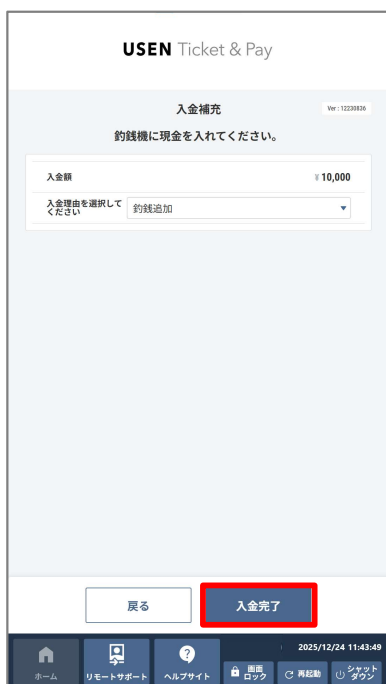 USEN Ticket & Pay
入金補充
Ver : 12230836
釣銭機に現金を入れてください。
入金額
¥ 10,000
入金理由を選択して
ください
釣銭追加
戻る
入金完了
2025/12/24 11:43:49
ホーム
リモートサポート
ヘルプサイト
画面
ロック
再起動
シャット
ダウン